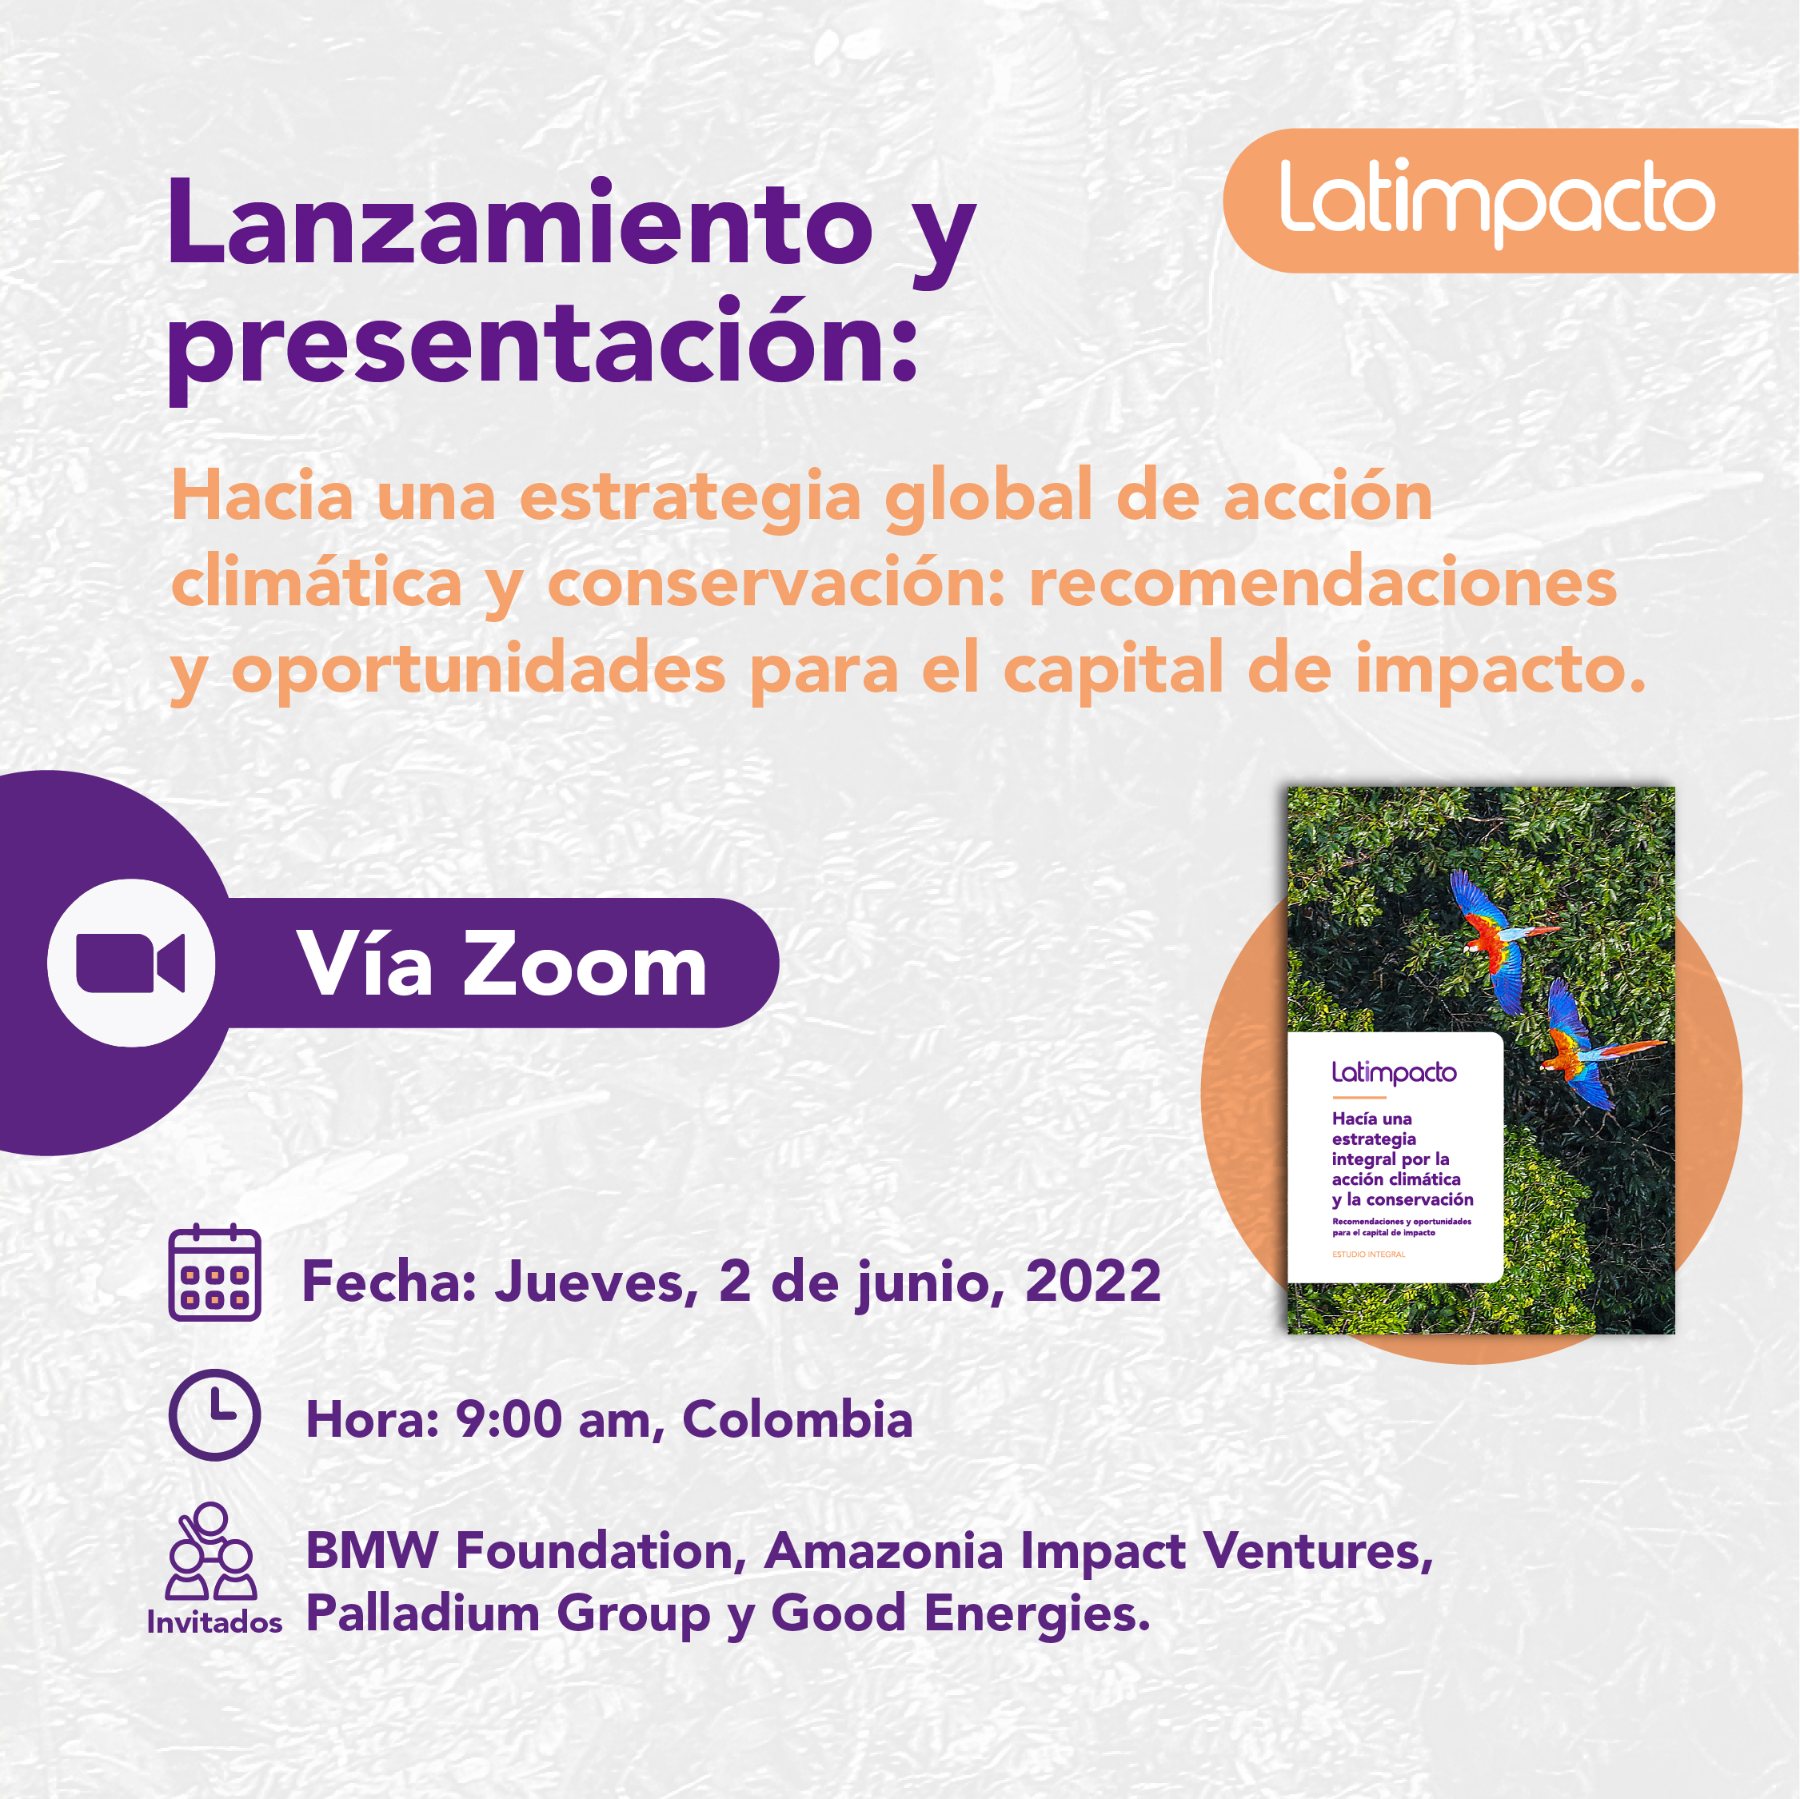 Latimpacto
Lanzamiento y
presentación:
Hacia una estrategia global de acción
climática y conservación: recomendaciones
y oportunidades para el capital de impacto.
Vía Zoom
Latimpacto
Hacía una
estrategia
integral por la
acción climática
y la conservación
Recomendaciones y oportunidades
para el capital de impacto
ESTUDIO INTEGRAL
Fecha: Jueves, 2 de junio, 2022
Hora: 9:00 am, Colombia
Invitados
BMW Foundation, Amazonia Impact Ventures,
Palladium Group y Good Energies.